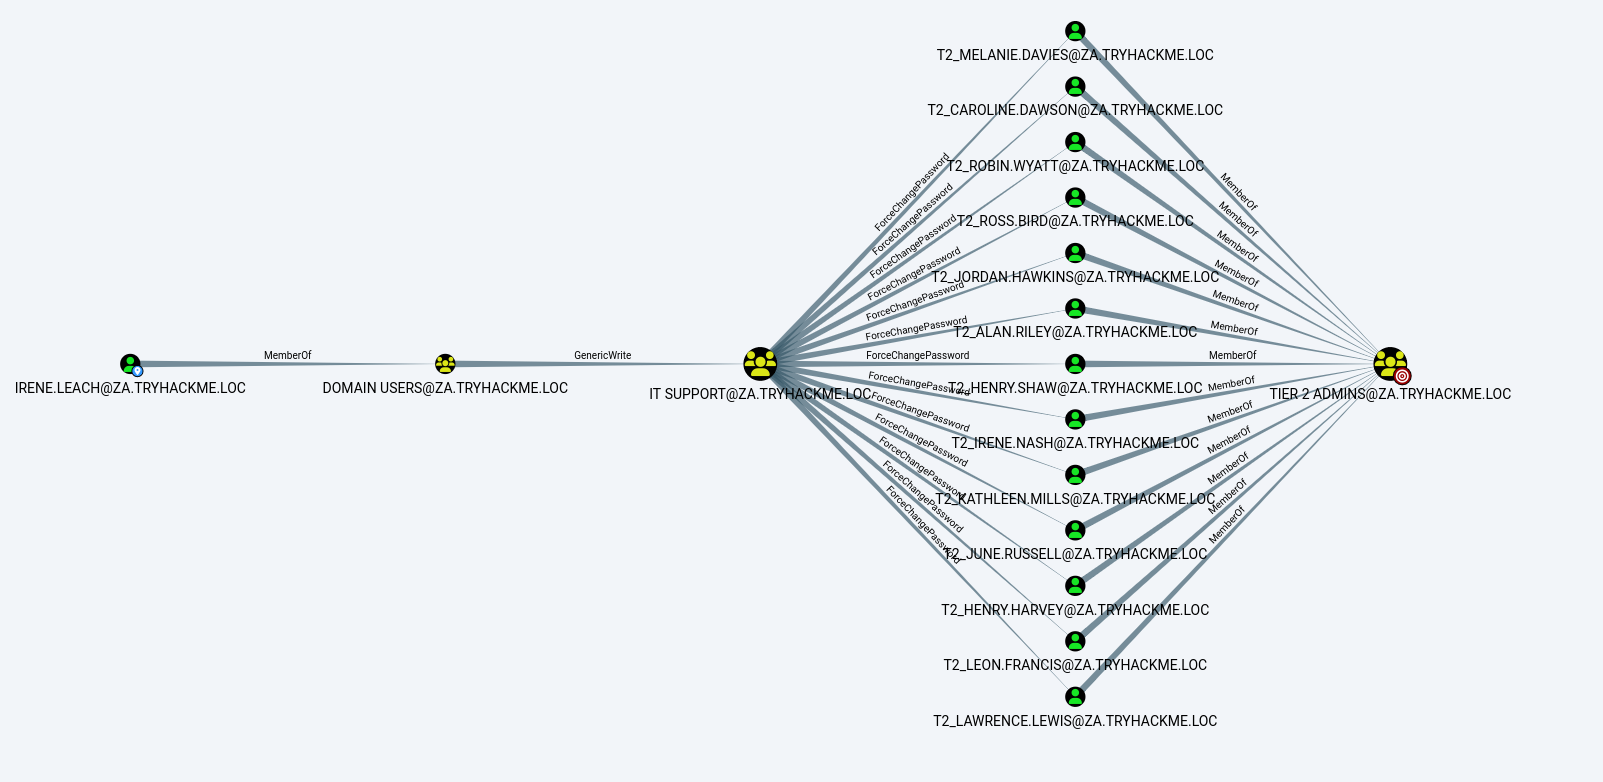 T2_MELANIE.DAVIES@ZA.TRYHACKME.LOC
T2_CAROLINE.DAWSON@ZA.TRYHACKME.LOC
T2_ROBIN.WYATT@ZA.TRYHACKME.LOC
T2_ROSS.BIRD@ZA.TRYHACKME.LOC
T2_JORDAN.HAWKINS@ZA.TRYHACKME.LOC
T2_ALAN.RILEY@ZA.TRYHACKME.LOC
T2_HENRY.SHAW@ZA.TRYHACKME.LOC
T2_IRENE.NASH@ZA.TRYHACKME.LOC
T2_KATHLEEN.MILLS@ZA.TRYHACKME.LOC
T2_JUNE.RUSSELL@ZA.TRYHACKME.LOC
T2_HENRY.HARVEY@ZA.TRYHACKME.LOC
T2_LEON.FRANCIS@ZA.TRYHACKME.LOC
T2_LAWRENCE.LEWIS@ZA.TRYHACKME.LOC
IRENE.LEACH@ZA.TRYHACKME.LOC
MemberOf
DOMAIN USERS@ZA.TRYHACKME.LOC
GenericWrite
IT SUPPORT@ZA.TRYHACKME.LOC
ForceChangePassword
ForceChangePassword
ForceChangePassword
ForceChangePassword
ForceChangePassword
ForceChangePassword
ForceChangePassword
ForceChangePassword
ForceChangePassword
ForceChangePassword
ForceChangePassword
ForceChangePassword
ForceChangePassword
MemberOf
MemberOf
MemberOf
MemberOf
MemberOf
MemberOf
MemberOf
MemberOf
MemberOf
MemberOf
MemberOf
MemberOf
MemberOf
TIER 2 ADMINS@ZA.TRYHACKME.LOC